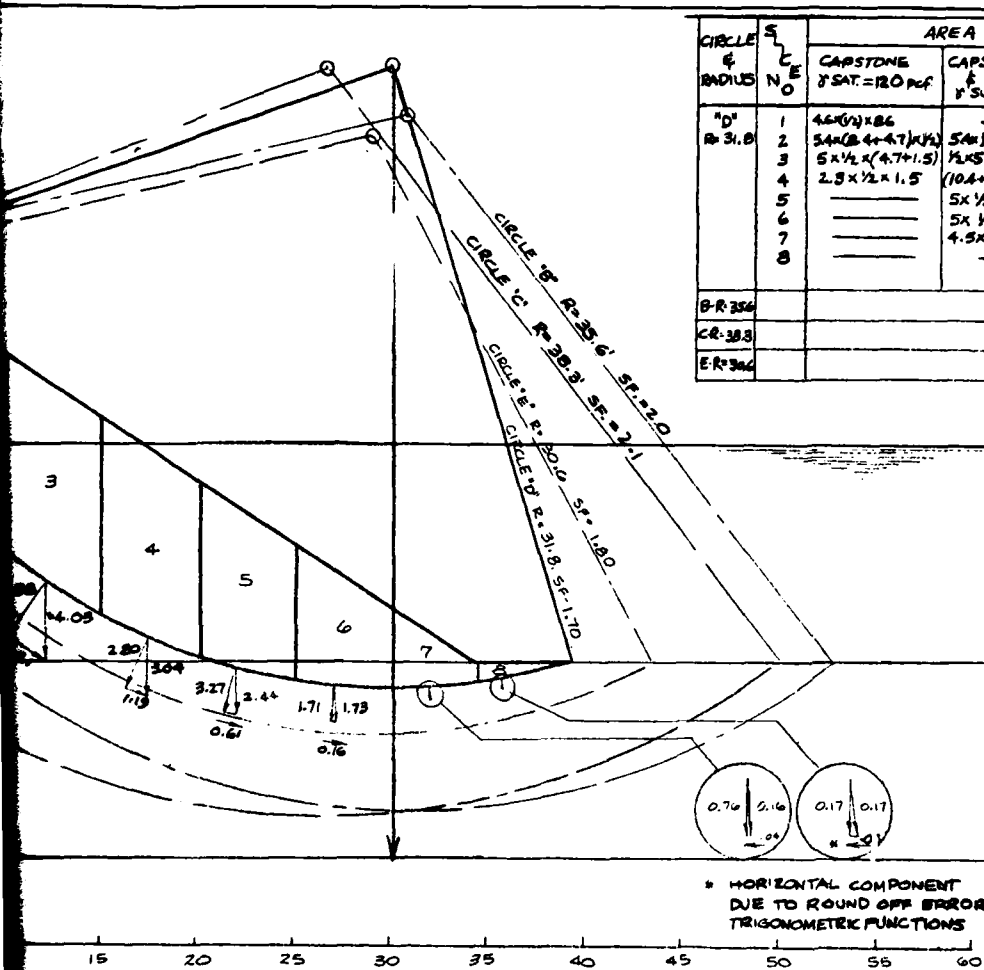 CIRCLE & RADIUS
SLICE NO
AREA
CAPSTONE
γ SAT. = 120 pcf
"D"
R= 31.8
1 4.6x(1/2)x8.6
2 5.4x(8.4+4.7)x(1/2)
3 5 x 1/2 x (4.7+1.5)
4 2.3 x 1/2 x 1.5
5
6
7
8
B-R=35.6
C-R=38.3
E-R=30.6
CIRCLE "B" R= 35.6' SF.= 2.0
CIRCLE "C" R= 38.3' SF. = 2.1
CIRCLE "E" R= 30.6 SF= 1.80
CIRCLE "D" R= 31.8. SF-1.70
3
4
5
6
7
8
4.05
2.80
3.04
1.19
3.27
2.44
0.61
1.71
1.73
0.16
0.76
.04
0.17
0.17
*
* HORIZONTAL COMPONENT
DUE TO ROUND OFF ERROR
TRIGONOMETRIC FUNCTIONS
15 20 25 30 35 40 45 50 55 60